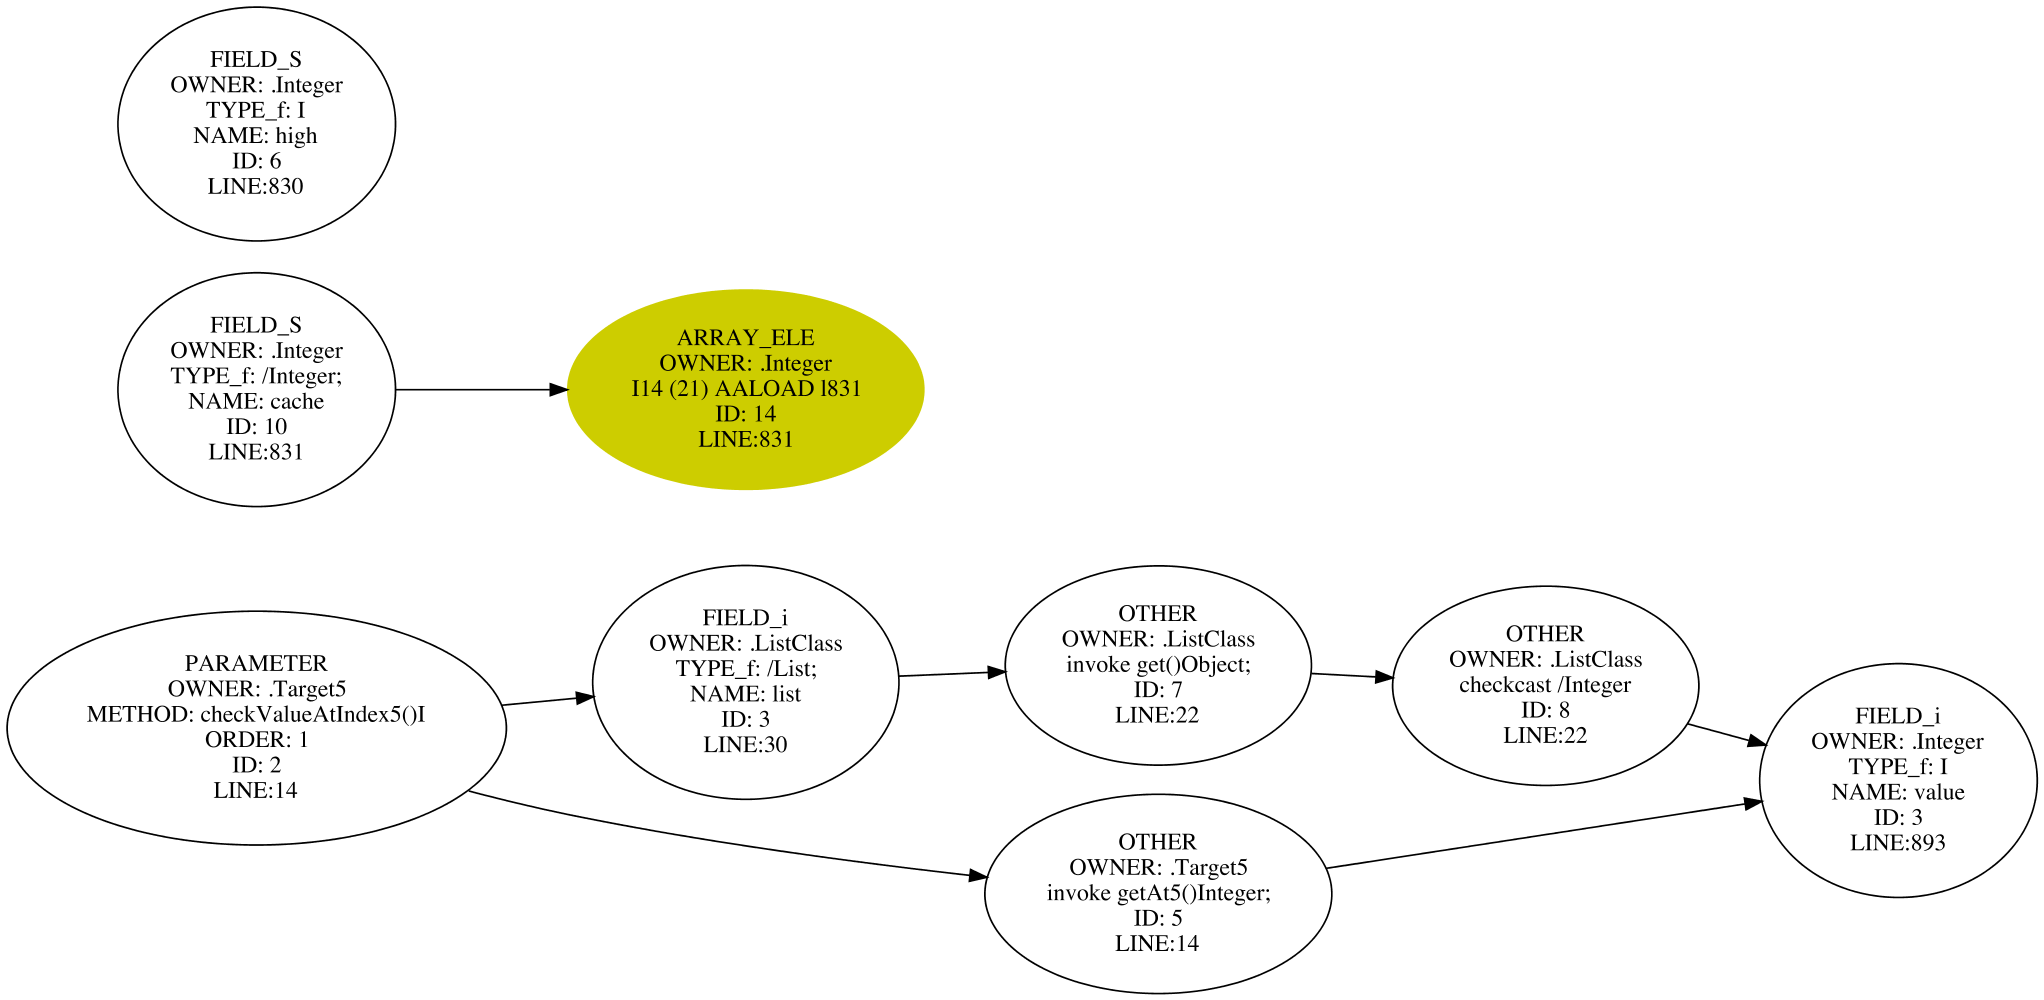 FIELD_S
OWNER: .Integer
TYPE_f: I
NAME: high
ID: 6
LINE:830
FIELD_S
OWNER: .Integer
TYPE_f: /Integer;
NAME: cache
ID: 10
LINE:831
ARRAY_ELE
OWNER: .Integer
I14 (21) AALOAD l831
ID: 14
LINE:831
PARAMETER
OWNER: .Target5
METHOD: checkValueAtIndex5()I
ORDER: 1
ID: 2
LINE:14
FIELD_i
OWNER: .ListClass
TYPE_f: /List;
NAME: list
ID: 3
LINE:30
OTHER
OWNER: .ListClass
invoke get()Object;
ID: 7
LINE:22
OTHER
OWNER: .ListClass
checkcast /Integer
ID: 8
LINE:22
FIELD_i
OWNER: .Integer
TYPE_f: I
NAME: value
ID: 3
LINE:893
OTHER
OWNER: .Target5
invoke getAt5()Integer;
ID: 5
LINE:14